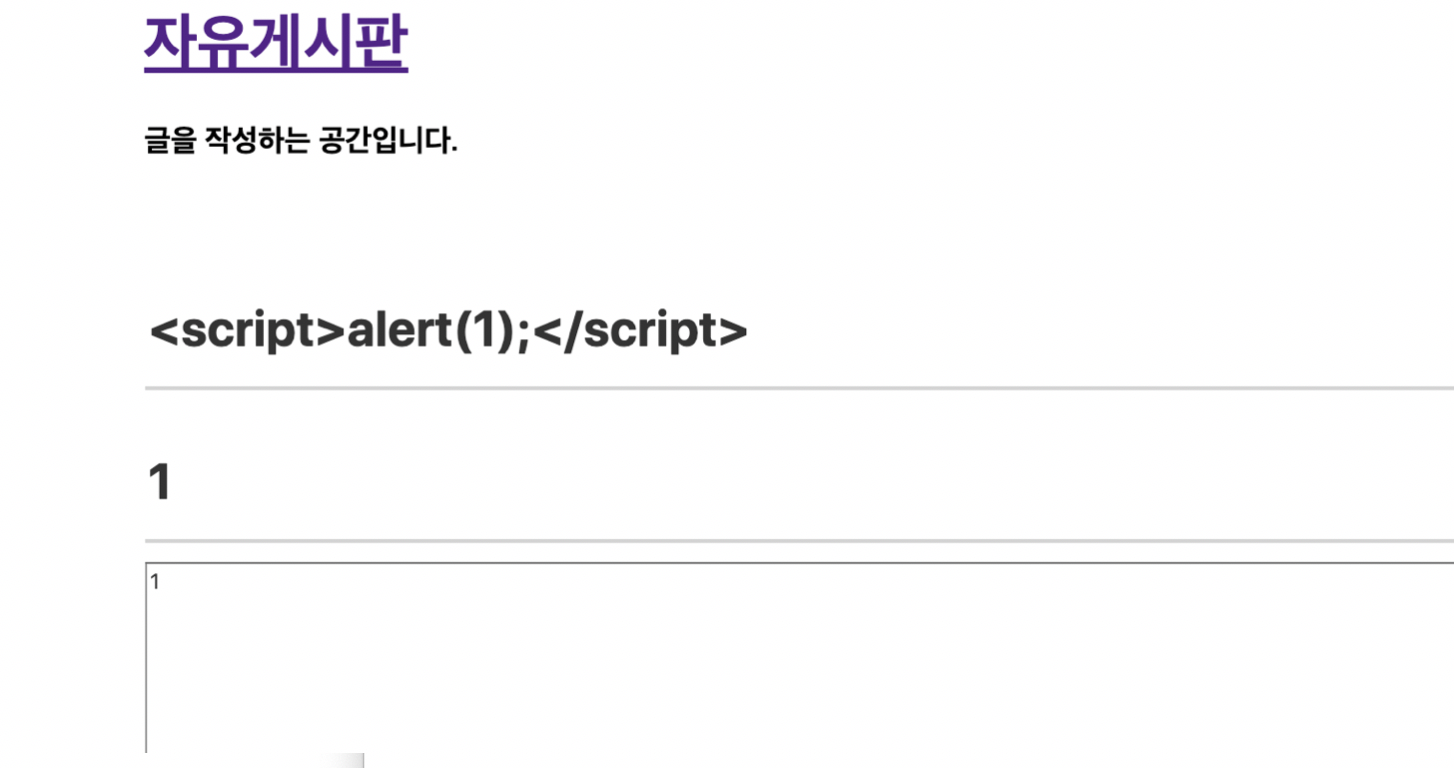 자유게시판
글을 작성하는 공간입니다.
<script>alert(1);</script>
1
1